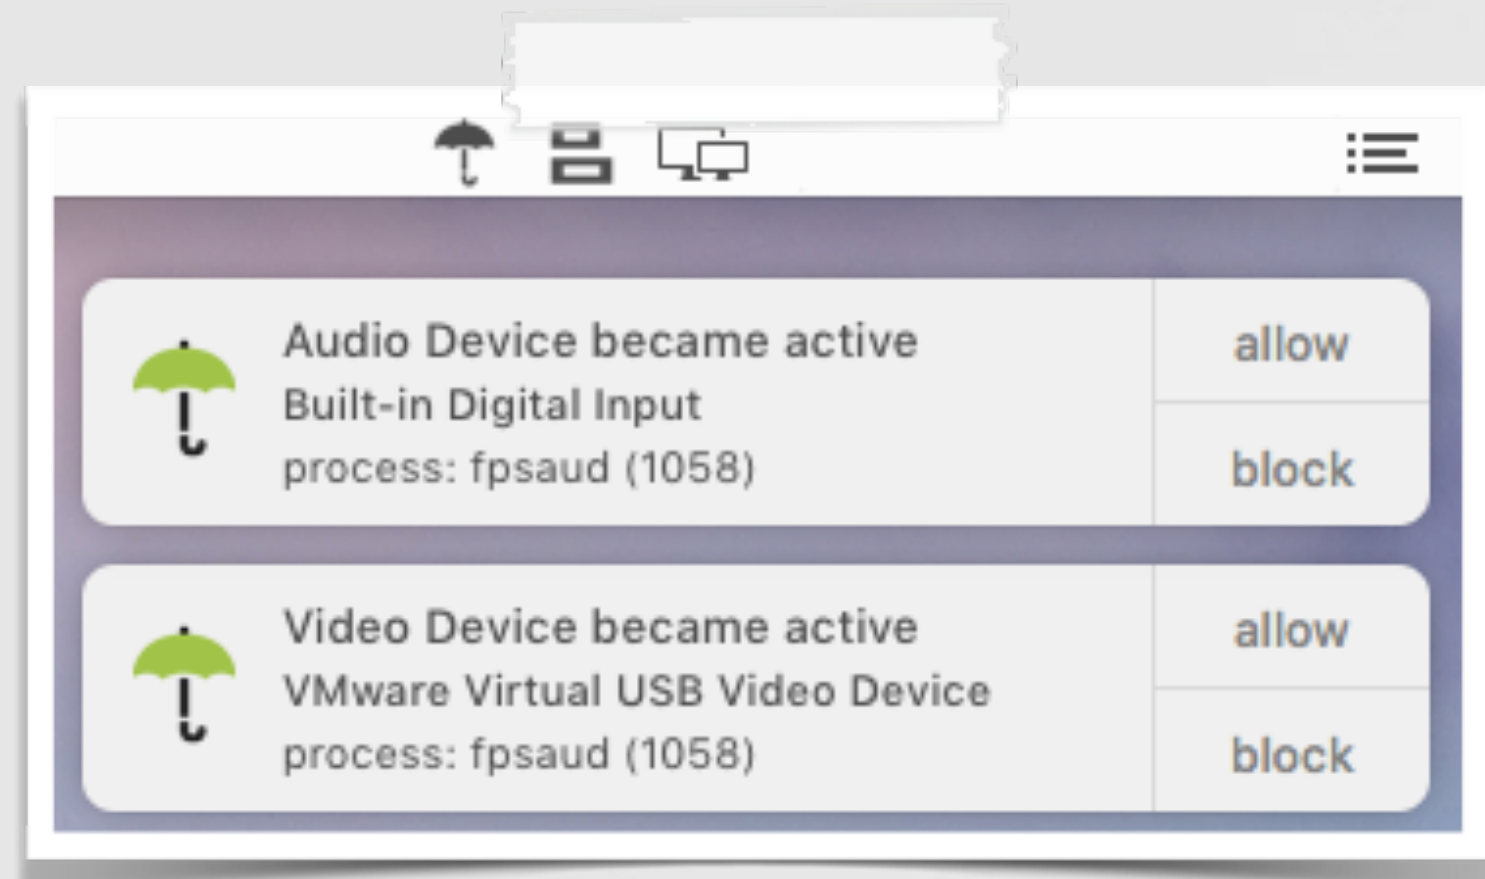 Audio Device became active
Built-in Digital Input
process: fpsaud (1058)
allow
block
Video Device became active
VMware Virtual USB Video Device
process: fpsaud (1058)
allow
block